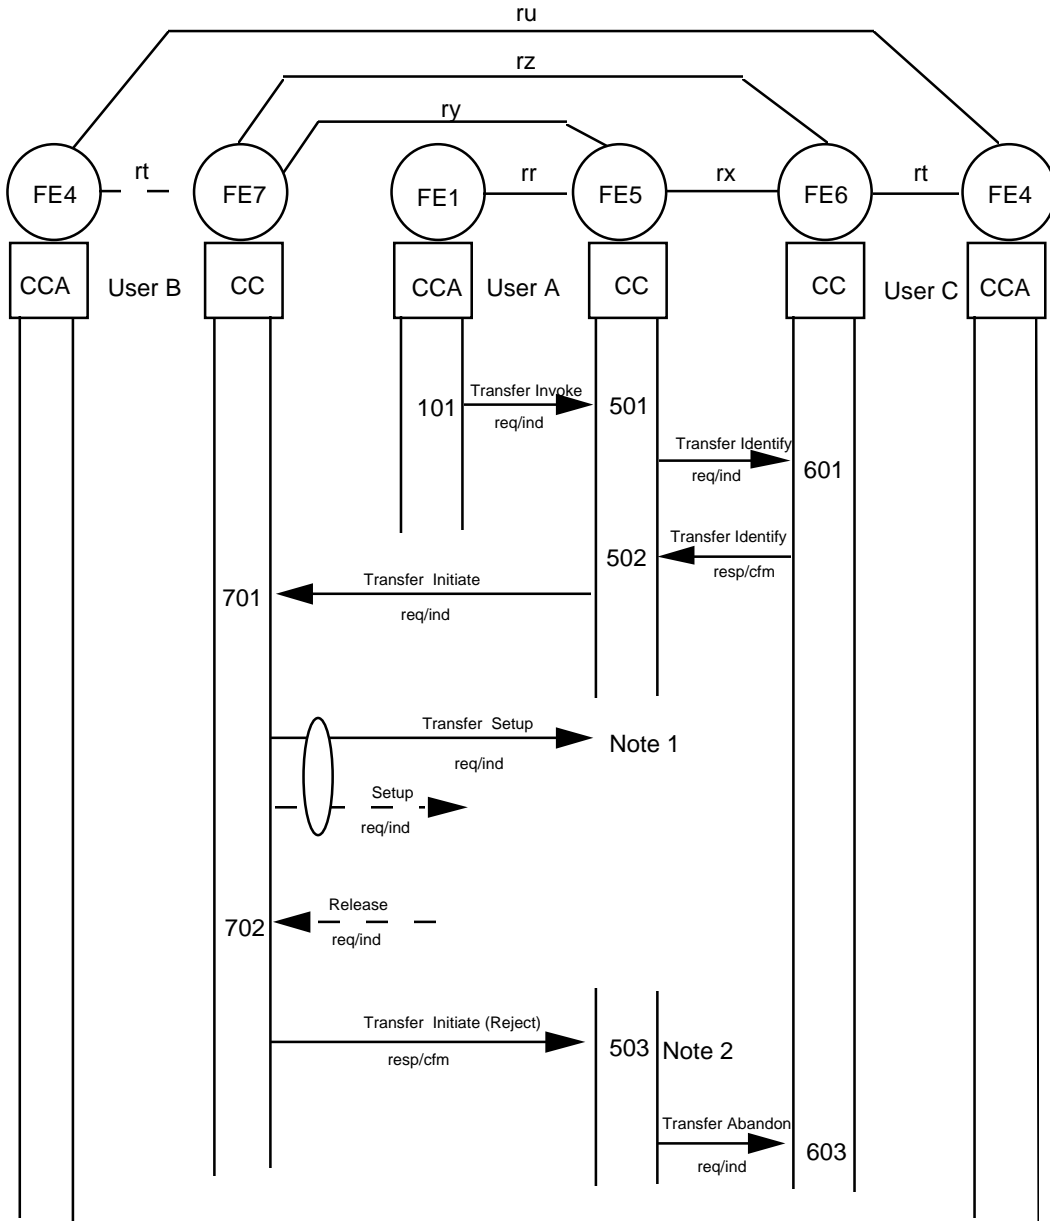 ru
rz
ry
rt
rr
rx
rt
FE4
FE7
FE1
FE5
FE6
FE4
CCA
User B
CC
CCA
User A
CC
CC
User C
CCA
Transfer Invoke
101
501
req/ind
Transfer Identify
req/ind
601
Transfer Identify
502
resp/cfm
Transfer Initiate
701
req/ind
Transfer Setup
Note 1
req/ind
Setup
req/ind
Release
702
req/ind
Transfer Initiate (Reject)
503
Note 2
resp/cfm
Transfer Abandon
603
req/ind